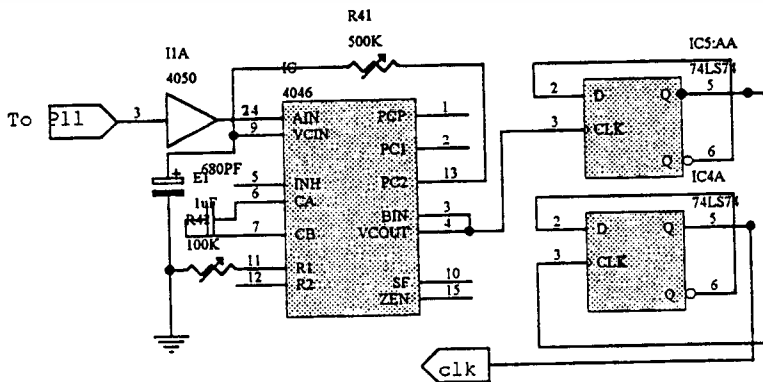 R41
500K
I1A
4050
IC
4046
To
Pll
3
24
9
AIN
VCIN
680PF
E1
1uF
R42
100K
5
6
7
11
12
INH
CA
CB
R1
R2
PCP
PC1
PC2
BIN
VCOUT
SF
ZEN
1
2
13
3
4
10
15
IC5:AA
74LS74
2
3
D
CLK
Q
Q
5
6
IC4A
74LS74
2
3
D
CLK
Q
Q
5
6
clk